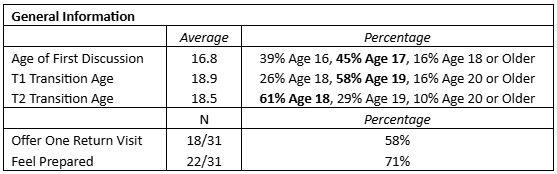 General Information
Average Percentage
Age of First Discussion 16.8 39% Age 16, 45% Age 17, 16% Age 18 or Older
T1 Transition Age 18.9 26% Age 18, 58% Age 19, 16% Age 20 or Older
T2 Transition Age 18.5 61% Age 18, 29% Age 19, 10% Age 20 or Older
N Percentage
Offer One Return Visit 18/31 58%
Feel Prepared 22/31 71%